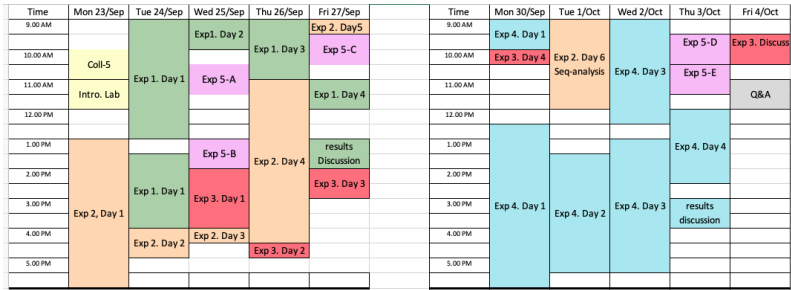 Time Mon 23/Sep Tue 24/Sep Wed 25/Sep Thu 26/Sep Fri 27/Sep
9.00 AM Exp1. Day 2 Exp 2. Day5
Exp 1. Day 3 Exp 5-C
10.00 AM Coll-5
Exp 1. Day 1 Exp 5-A
11.00 AM Intro. Lab Exp 1. Day 4
12.00 PM
1.00 PM Exp 5-B results
Discussion
Exp 2. Day 4
2.00 PM Exp 1. Day 1 Exp 3. Day 3
Exp 3. Day 1
3.00 PM Exp 2, Day 1
4.00 PM Exp 2. Day 2 Exp 2. Day 3
Exp 3. Day 2
5.00 PM
Time Mon 30/Sep Tue 1/Oct Wed 2/Oct Thu 3/Oct Fri 4/Oct
9.00 AM Exp 4. Day 1 Exp 5-D Exp 3. Discuss
10.00 AM Exp 3. Day 4 Exp 2. Day 6
Seq-analysis Exp 4. Day 3 Exp 5-E
11.00 AM Q&A
12.00 PM
1.00 PM Exp 4. Day 4
2.00 PM
3.00 PM Exp 4. Day 1 Exp 4. Day 2 Exp 4. Day 3 results
discussion
4.00 PM
5.00 PM